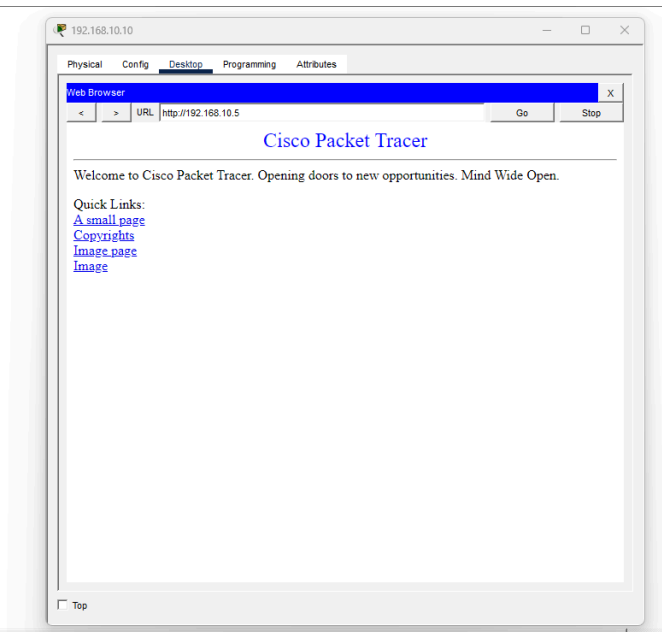 192.168.10.10
Physical Config Desktop Programming Attributes
Web Browser X
< > URL http://192.168.10.5 Go Stop
Cisco Packet Tracer
Welcome to Cisco Packet Tracer. Opening doors to new opportunities. Mind Wide Open.
Quick Links:
A small page
Copyrights
Image page
Image
Top